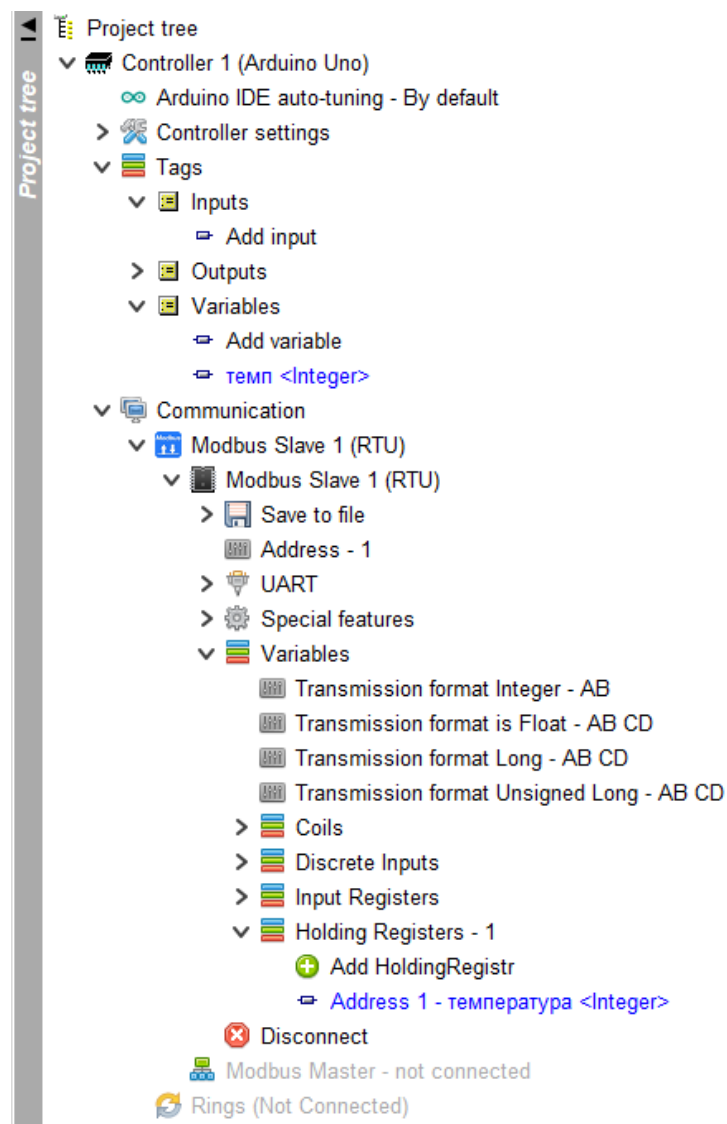 Project tree
Project tree
Controller 1 (Arduino Uno)
Arduino IDE auto-tuning - By default
Controller settings
Tags
Inputs
Add input
Outputs
Variables
Add variable
темп <Integer>
Communication
Modbus Slave 1 (RTU)
Modbus Slave 1 (RTU)
Save to file
Address - 1
UART
Special features
Variables
Transmission format Integer - AB
Transmission format is Float - AB CD
Transmission format Long - AB CD
Transmission format Unsigned Long - AB CD
Coils
Discrete Inputs
Input Registers
Holding Registers - 1
Add HoldingRegistr
Address 1 - температура <Integer>
Disconnect
Modbus Master - not connected
Rings (Not Connected)